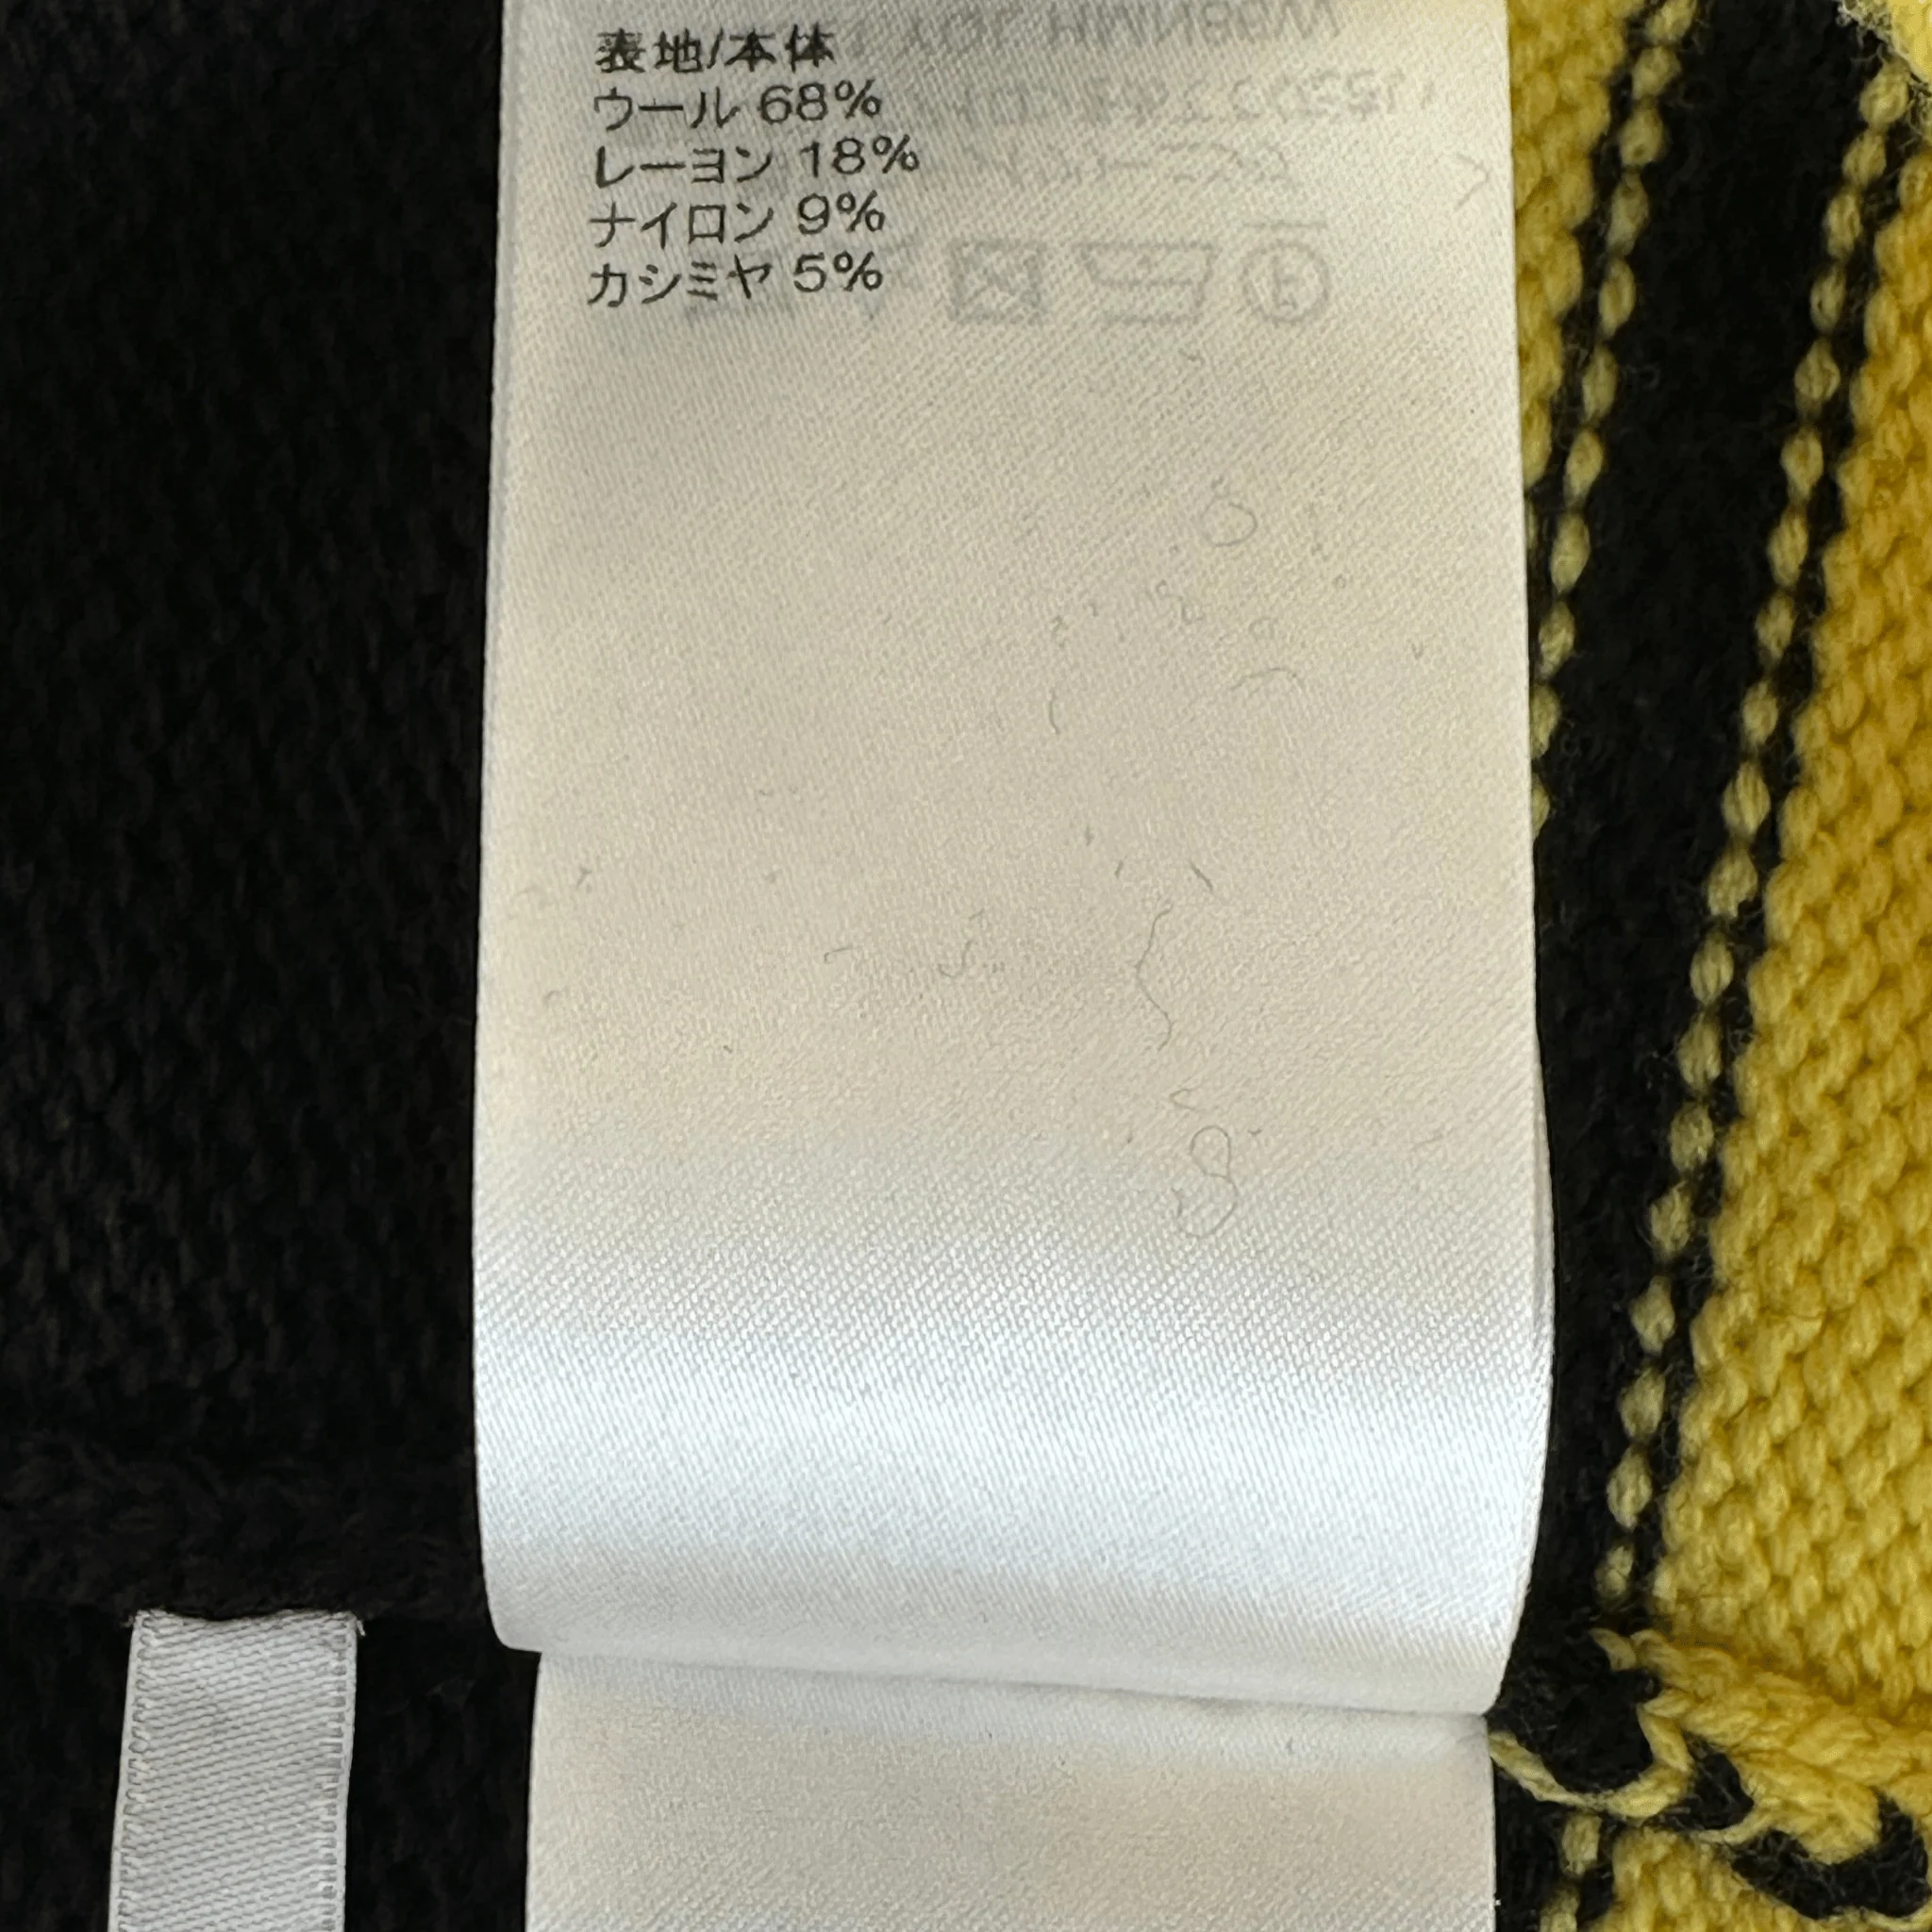 表地/本体
ウール 68%
レーヨン 18%
ナイロン 9%
カシミヤ 5%